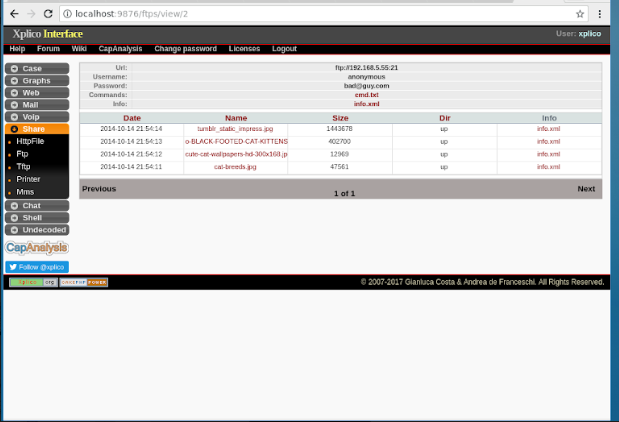 localhost:9876/ftps/view/2
Xplico Interface
User: xplico
Help Forum Wiki CapAnalysis Change password Licenses Logout
Case
Graphs
Web
Mail
Voip
Share
HttpFile
Ftp
Tftp
Printer
Mms
Chat
Shell
Undecoded
CapAnalysis
Follow @xplico
Url: ftp://192.168.5.55:21
Username: anonymous
Password: bad@guy.com
Commands: cmd.txt
Info: info.xml
Date Name Size Dir Info
2014-10-14 21:54:14 tumblr_static_impress.jpg 1443678 up info.xml
2014-10-14 21:54:13 o-BLACK-FOOTED-CAT-KITTENS 402700 up info.xml
2014-10-14 21:54:12 cute-cat-wallpapers-hd-300x168.jp 12969 up info.xml
2014-10-14 21:54:11 cat-breeds.jpg 47561 up info.xml
Previous
1 of 1
Next
Xplico .org CAKEPHP POWER
© 2007-2017 Gianluca Costa & Andrea de Franceschi. All Rights Reserved.